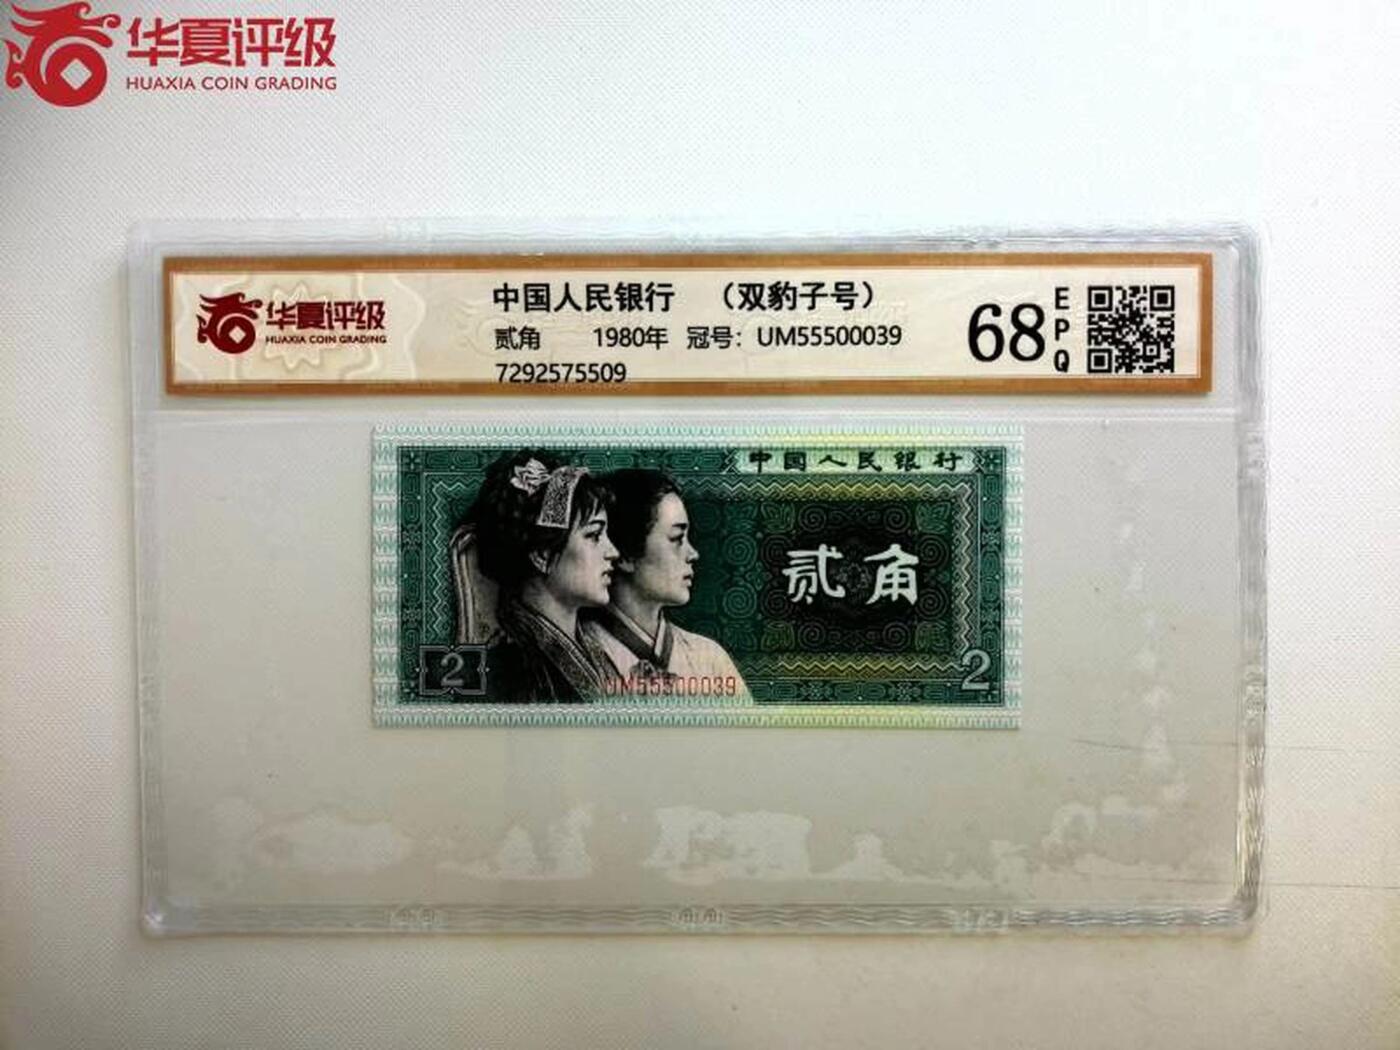 华夏评级
HUAXIA COIN GRADING
华夏评级
HUAXIA COIN GRADING
中国人民银行 （双豹子号）
贰角 1980年 冠号：UM55500039
7292575509
68
EPQ
中国人民银行
贰角
2
2
UM55500039